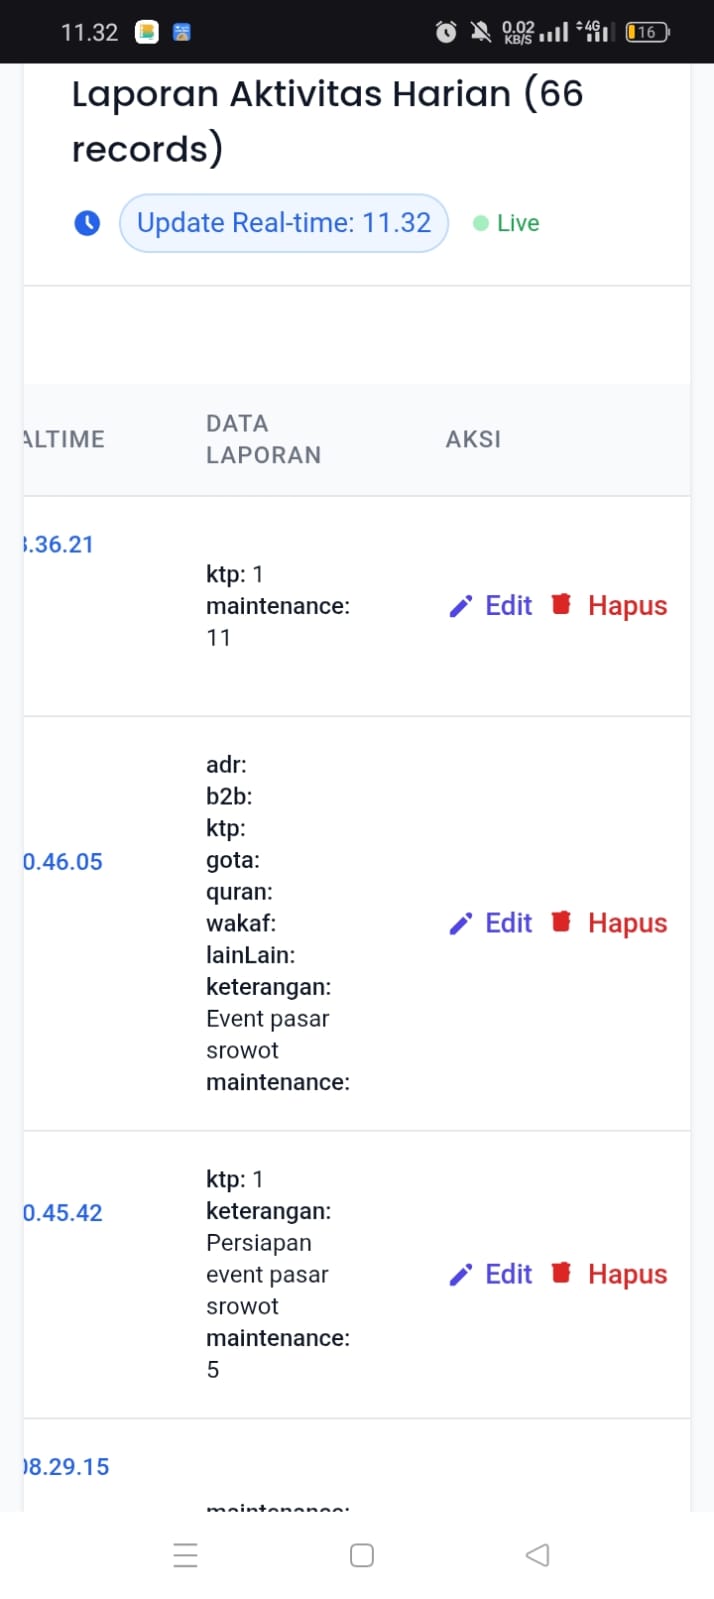 11.32
0.02
KB/S
4G
16
Laporan Aktivitas Harian (66
records)
Update Real-time: 11.32
Live
ALTIME
DATA
LAPORAN
AKSI
.36.21
ktp: 1
maintenance:
11
Edit
Hapus
0.46.05
adr:
b2b:
ktp:
gota:
quran:
wakaf:
lainLain:
keterangan:
Event pasar
srowot
maintenance:
Edit
Hapus
0.45.42
ktp: 1
keterangan:
Persiapan
event pasar
srowot
maintenance:
5
Edit
Hapus
08.29.15
maintenance: